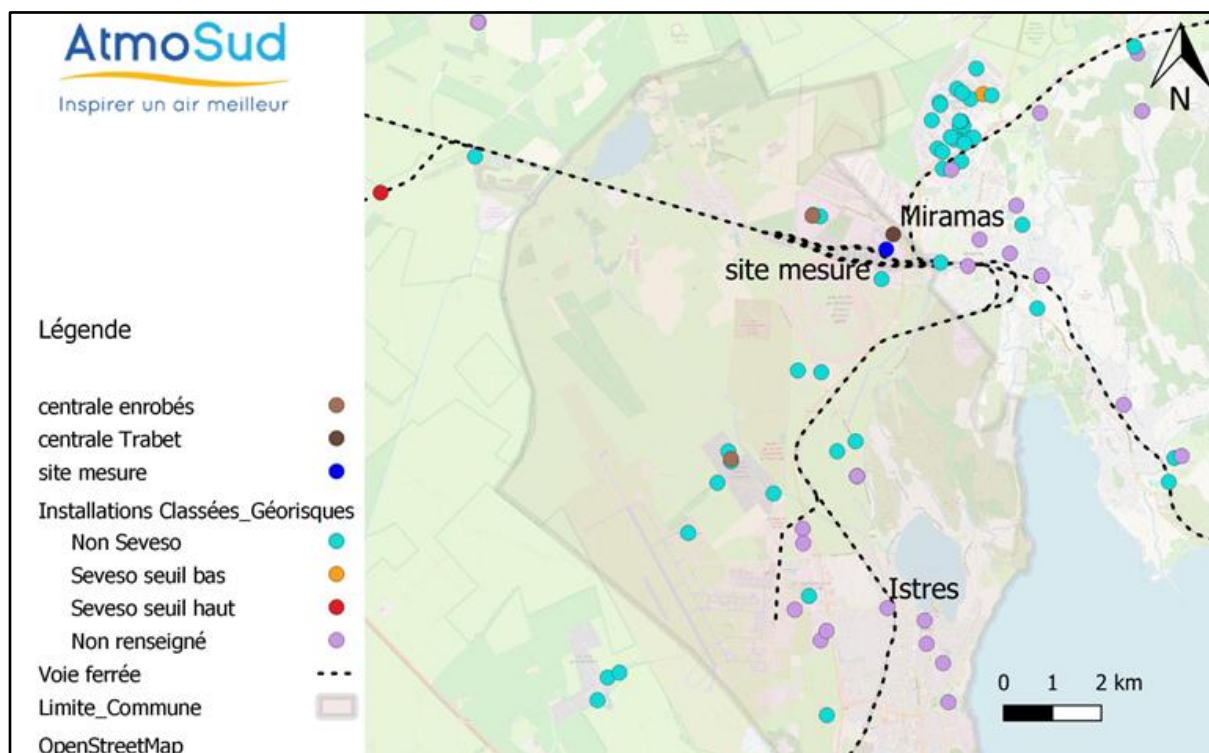 AtmoSud
Inspirer un air meilleur
N
Miramas
site mesure
Istres
Légende
centrale enrobés
centrale Trabet
site mesure
Installations Classées_Géorisques
Non Seveso
Seveso seuil bas
Seveso seuil haut
Non renseigné
Voie ferrée
Limite_Commune
OpenStreetMap
0 1 2 km